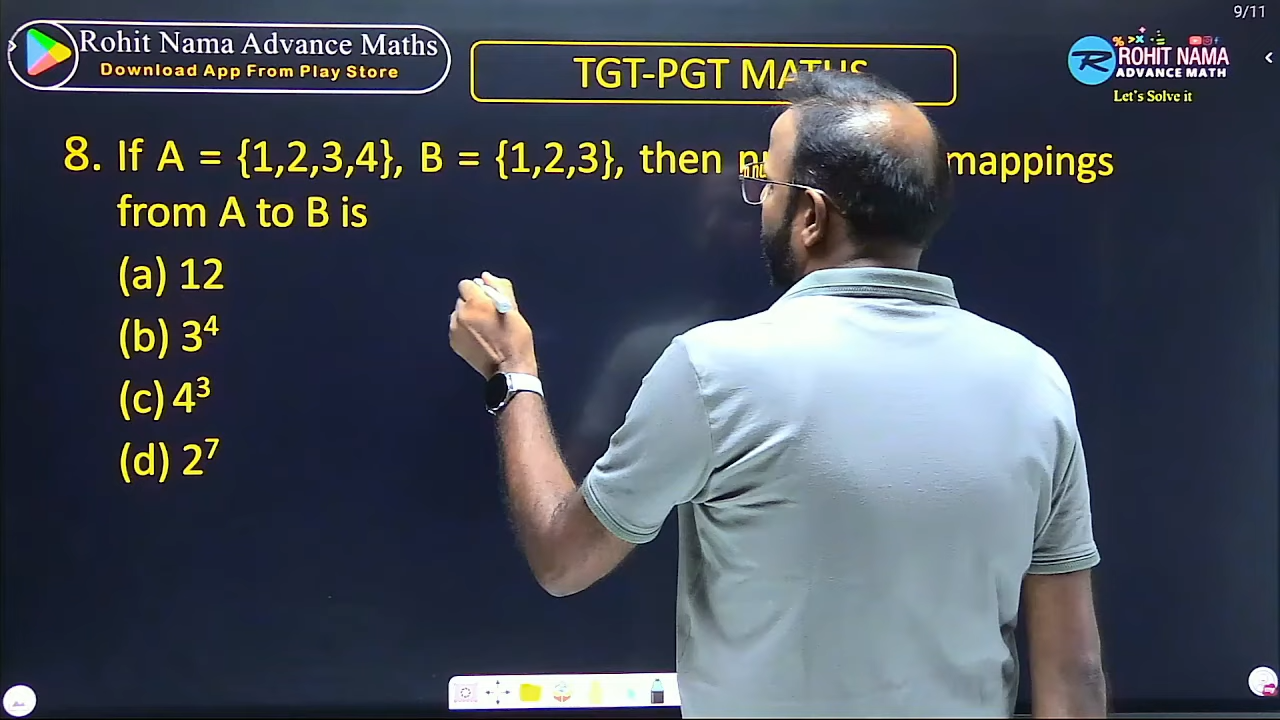 9/11
Rohit Nama Advance Maths
Download App From Play Store
TGT-PGT MATHS
ROHIT NAMA
ADVANCE MATH
Let's Solve it
8. If A = {1,2,3,4}, B = {1,2,3}, then mappings
from A to B is
(a) 12
(b) 3⁴
(c) 4³
(d) 2⁷